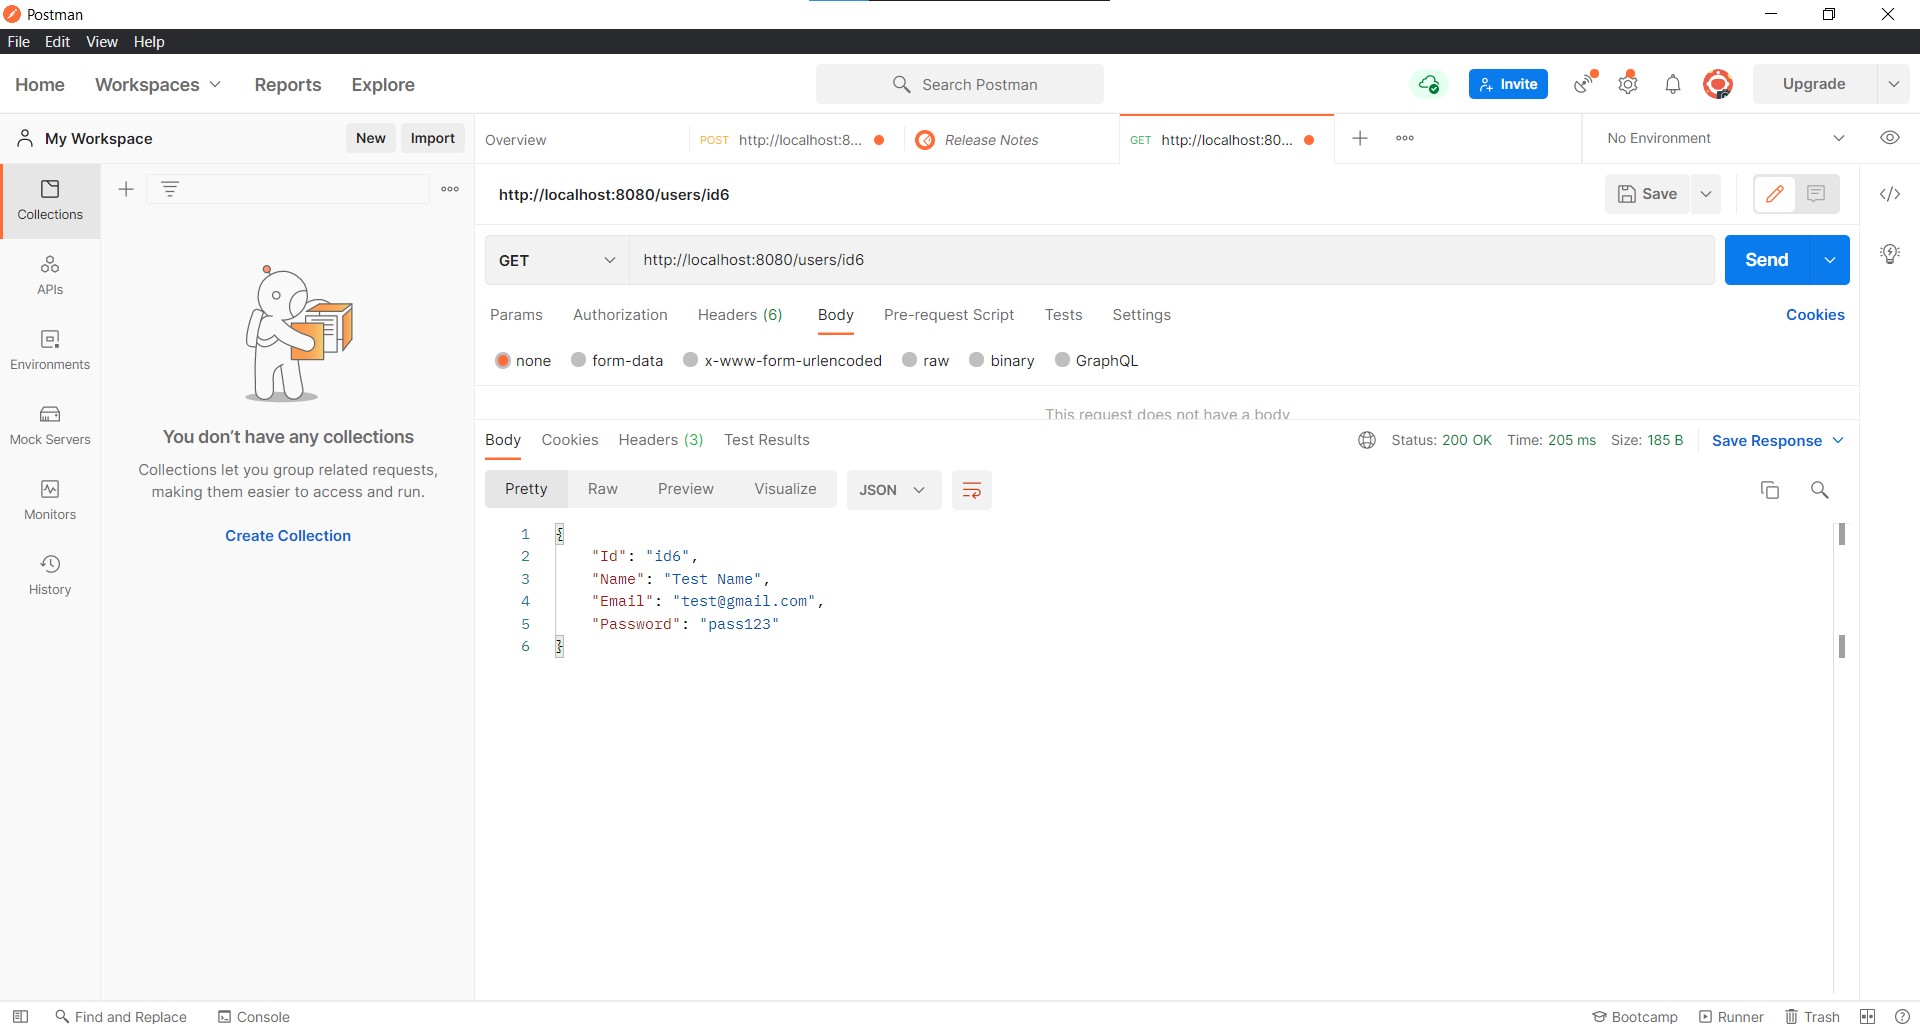 Postman
File Edit View Help
Home Workspaces Reports Explore Search Postman Invite Upgrade
My Workspace New Import Overview POST http://localhost:8... Release Notes GET http://localhost:80... No Environment
Collections
APIs
Environments
Mock Servers
Monitors
History
You don't have any collections
Collections let you group related requests,
making them easier to access and run.
Create Collection
http://localhost:8080/users/id6 Save
GET http://localhost:8080/users/id6 Send
Params Authorization Headers (6) Body Pre-request Script Tests Settings Cookies
none form-data x-www-form-urlencoded raw binary GraphQL
This request does not have a body
Body Cookies Headers (3) Test Results Status: 200 OK Time: 205 ms Size: 185 B Save Response
Pretty Raw Preview Visualize JSON
1 {
2 "Id": "id6",
3 "Name": "Test Name",
4 "Email": "test@gmail.com",
5 "Password": "pass123"
6 }
Find and Replace Console Bootcamp Runner Trash